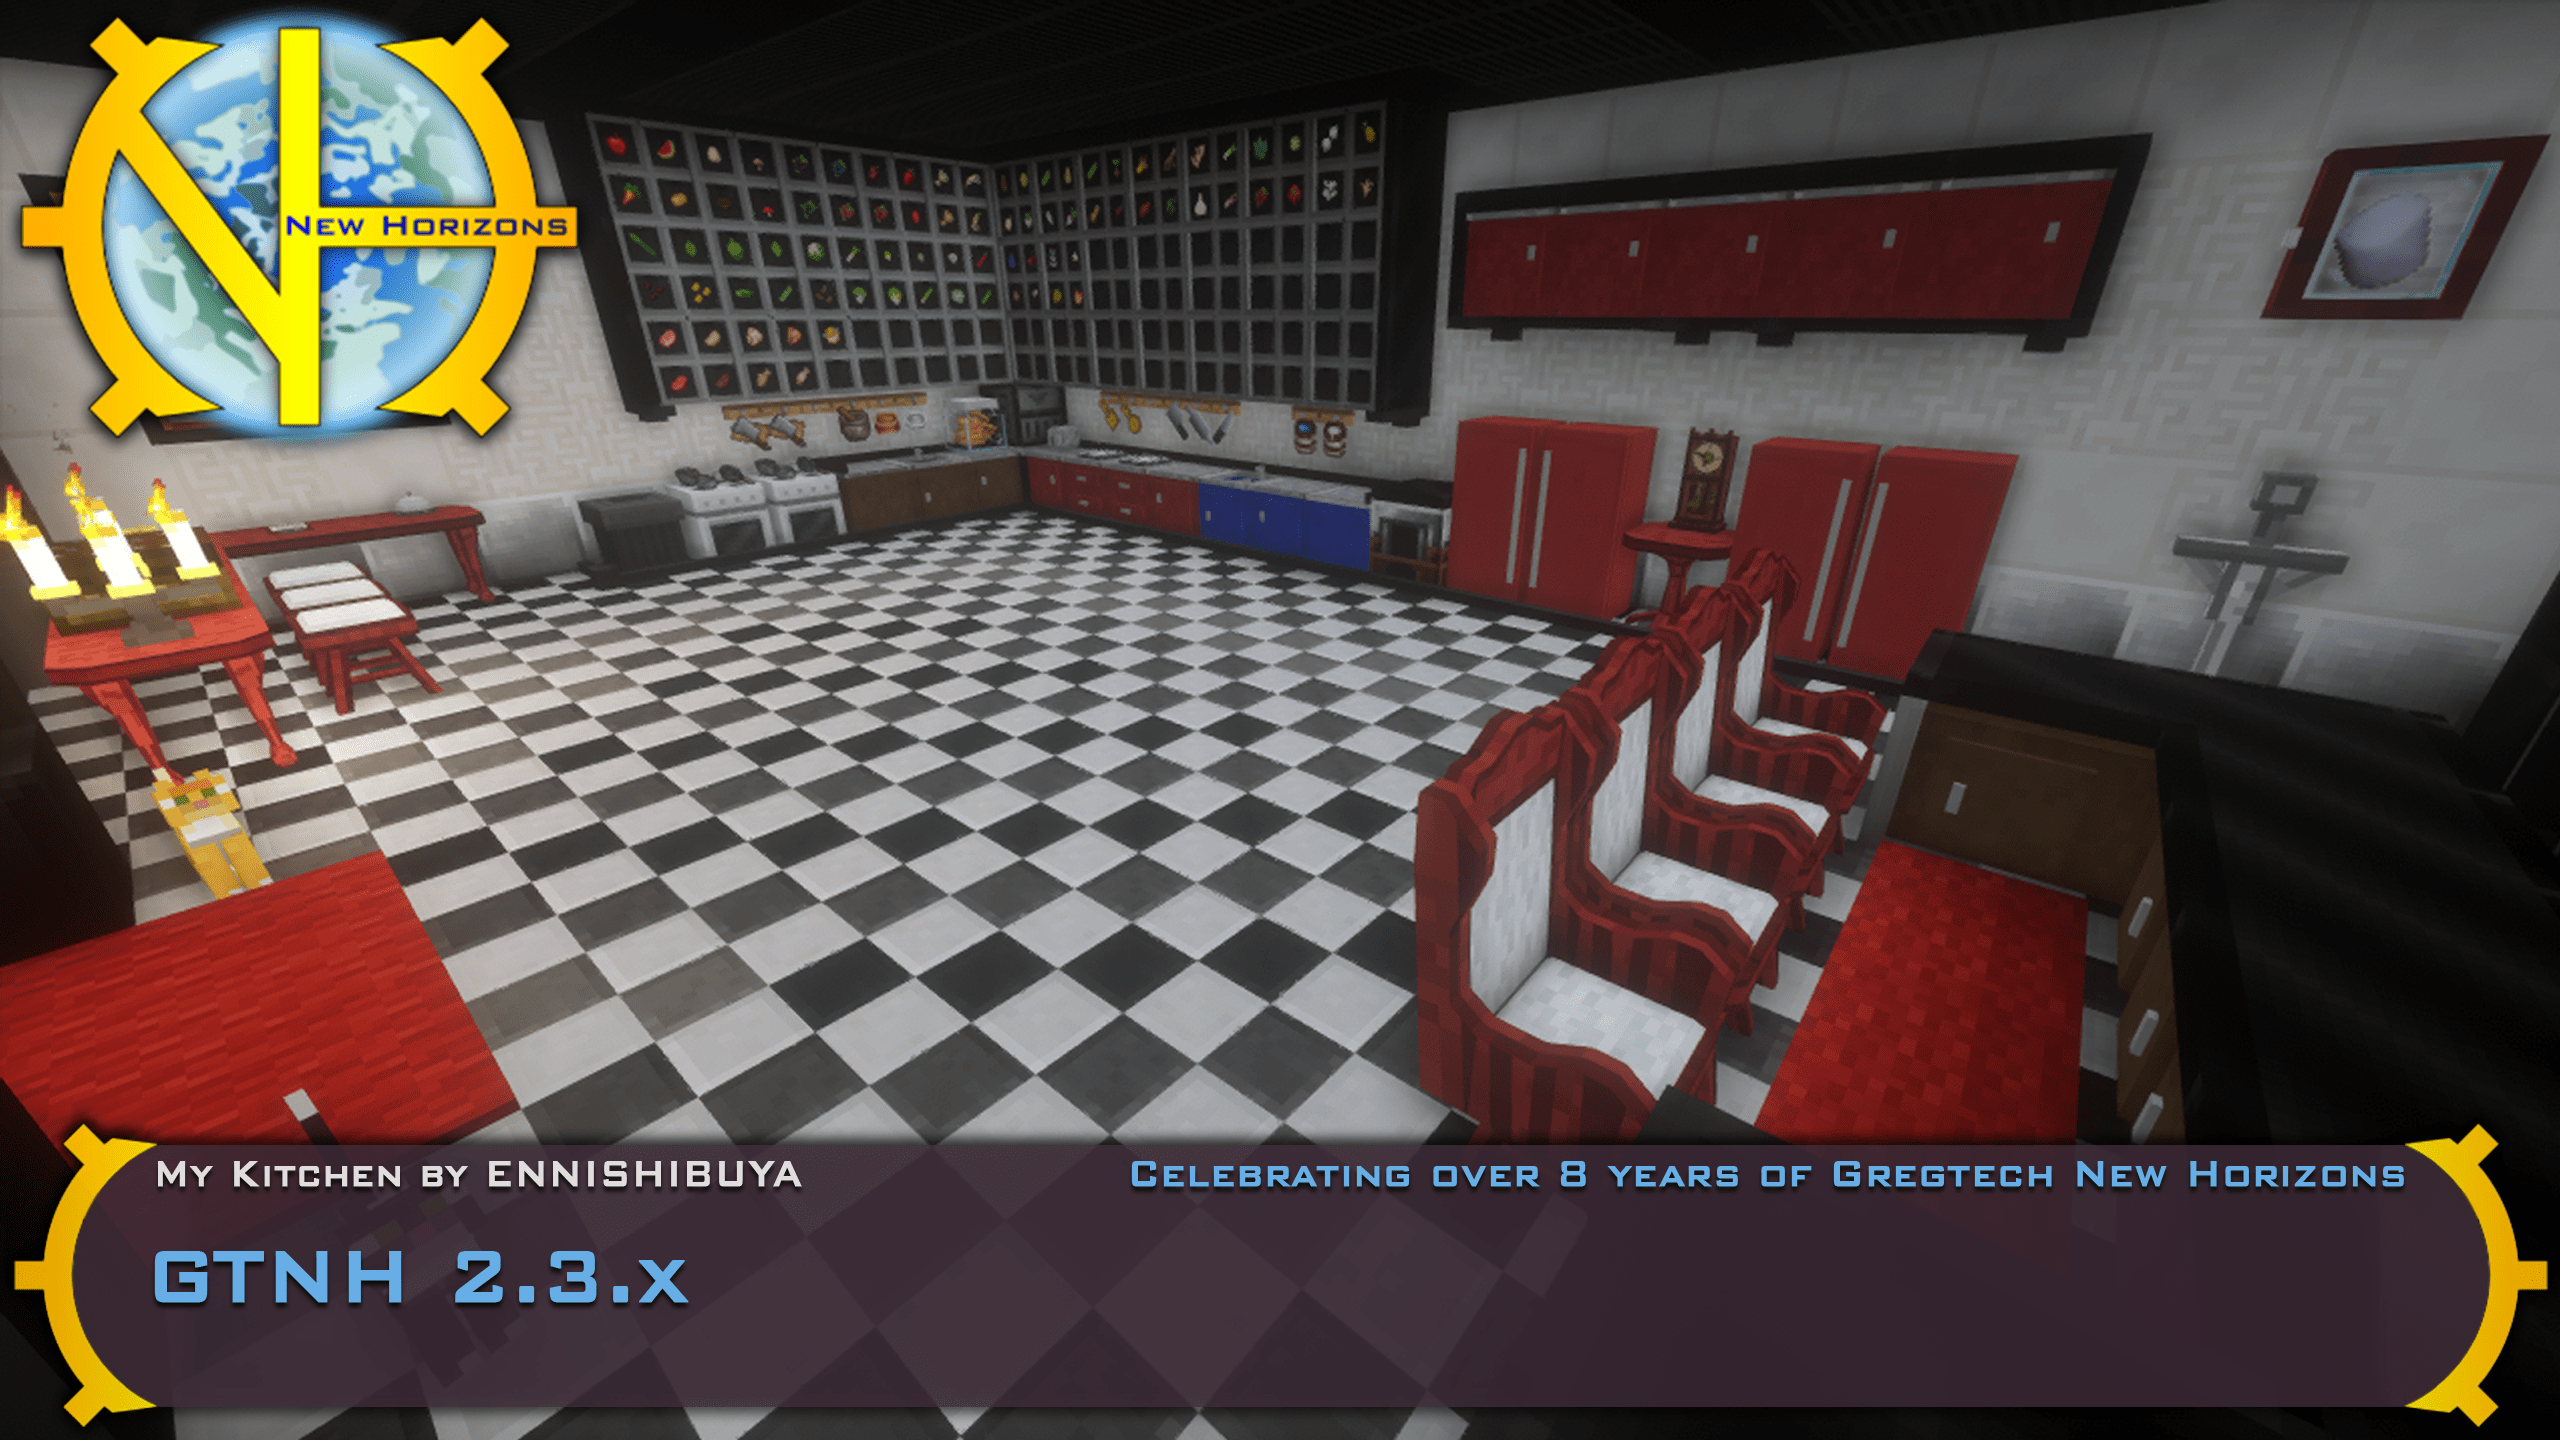 New Horizons
My Kitchen by ENNISHIBUYA
Celebrating over 8 years of Gregtech New Horizons
GTNH 2.3.x